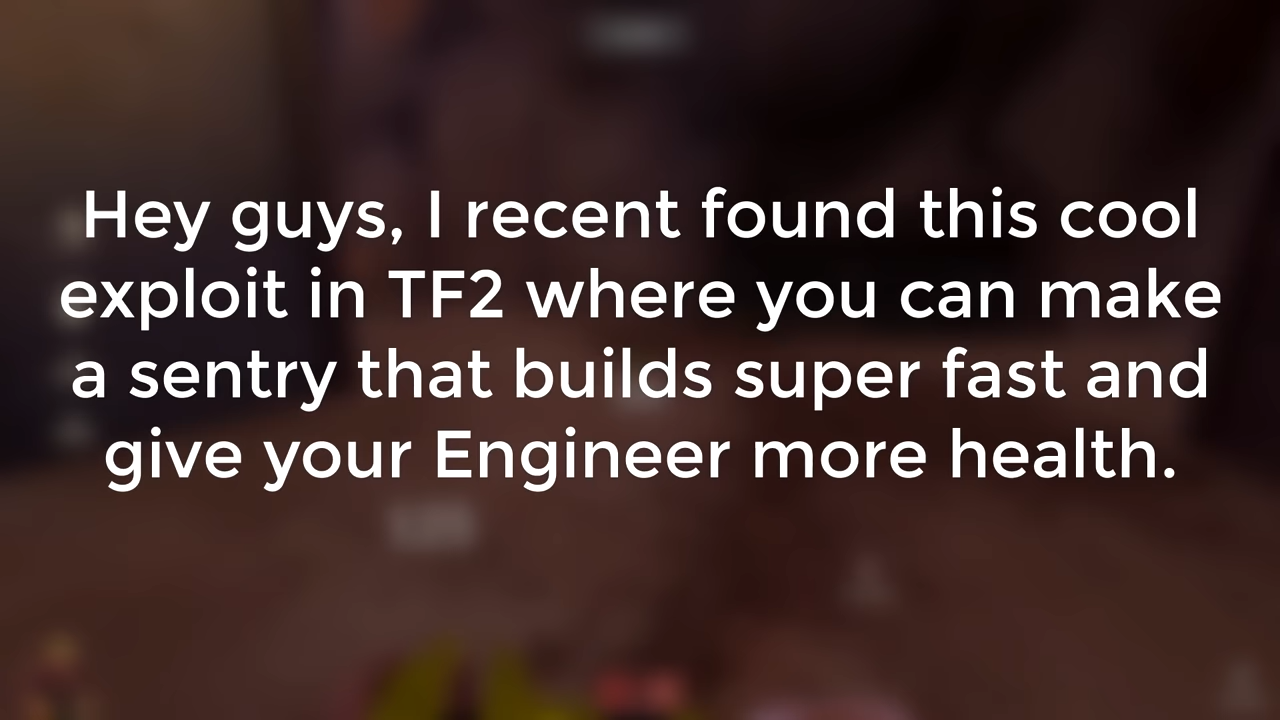 Hey guys, I recent found this cool
exploit in TF2 where you can make
a sentry that builds super fast and
give your Engineer more health.